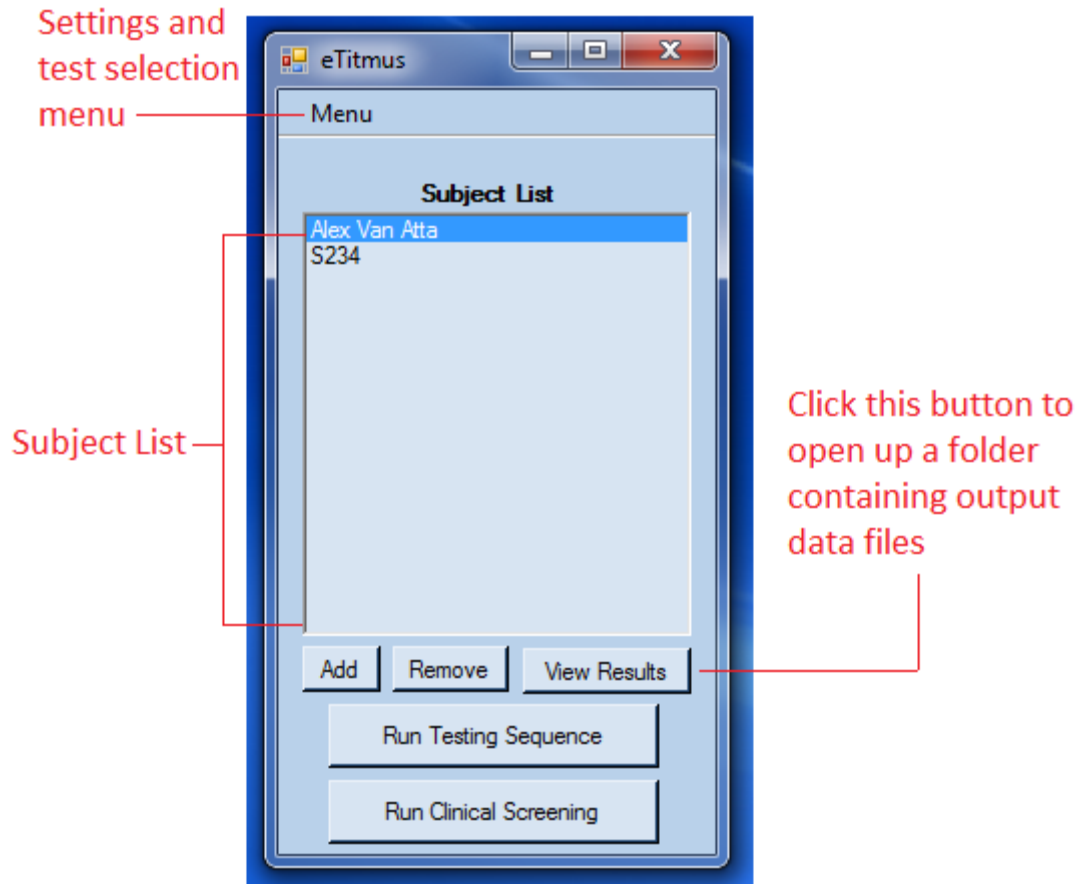 Settings and
test selection
menu
eTitmus
Menu
Subject List
Alex Van Atta
S234
Subject List
Click this button to
open up a folder
containing output
data files
Add Remove View Results
Run Testing Sequence
Run Clinical Screening